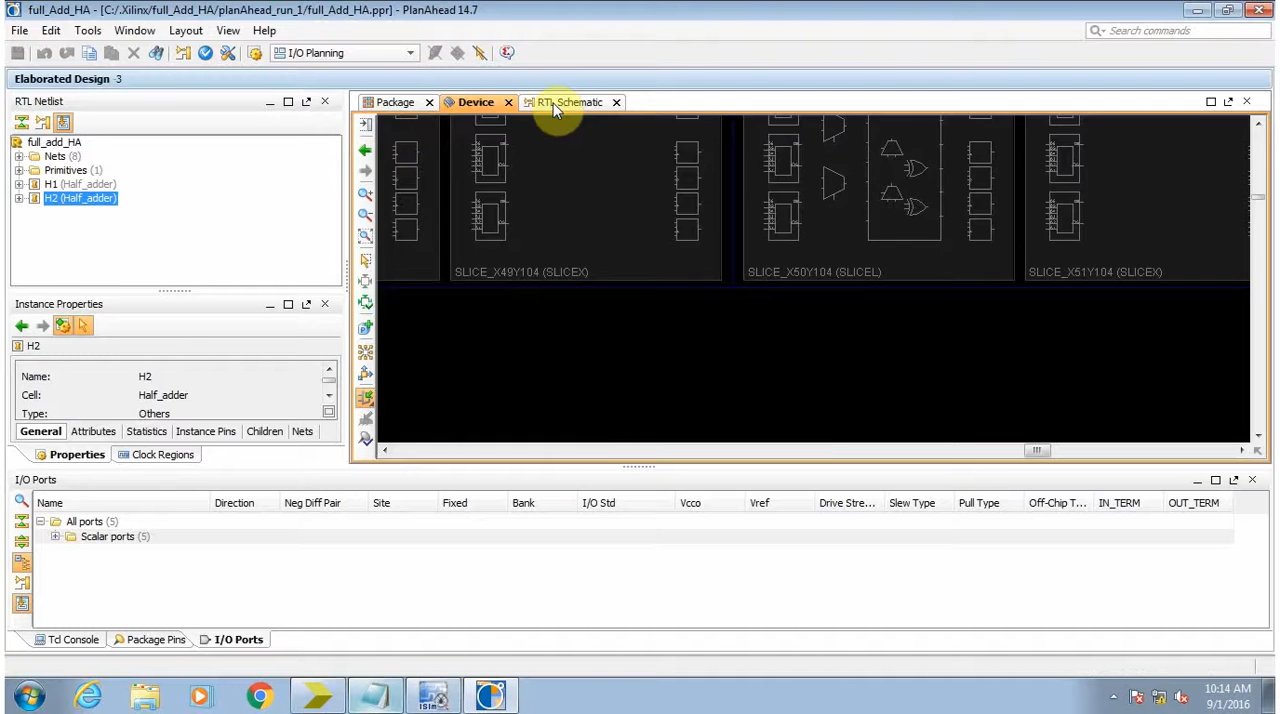 full_Add_HA - [C:/.Xilinx/full_Add_HA/planAhead_run_1/full_Add_HA.ppr] - PlanAhead 14.7
File Edit Tools Window Layout View Help
Search commands
I/O Planning
Elaborated Design -3
RTL Netlist
full_add_HA
Nets (8)
Primitives (1)
H1 (Half_adder)
H2 (Half_adder)
Instance Properties
H2
Name: H2
Cell: Half_adder
Type: Others
General Attributes Statistics Instance Pins Children Nets
Properties Clock Regions
Package Device RTL Schematic
SLICE_X49Y104 (SLICEX)
SLICE_X50Y104 (SLICEL)
SLICE_X51Y104 (SLICEX)
I/O Ports
Name Direction Neg Diff Pair Site Fixed Bank I/O Std Vcco Vref Drive Stre... Slew Type Pull Type Off-Chip T... IN_TERM OUT_TERM
All ports (5)
Scalar ports (5)
Tcl Console Package Pins I/O Ports
10:14 AM
9/1/2016